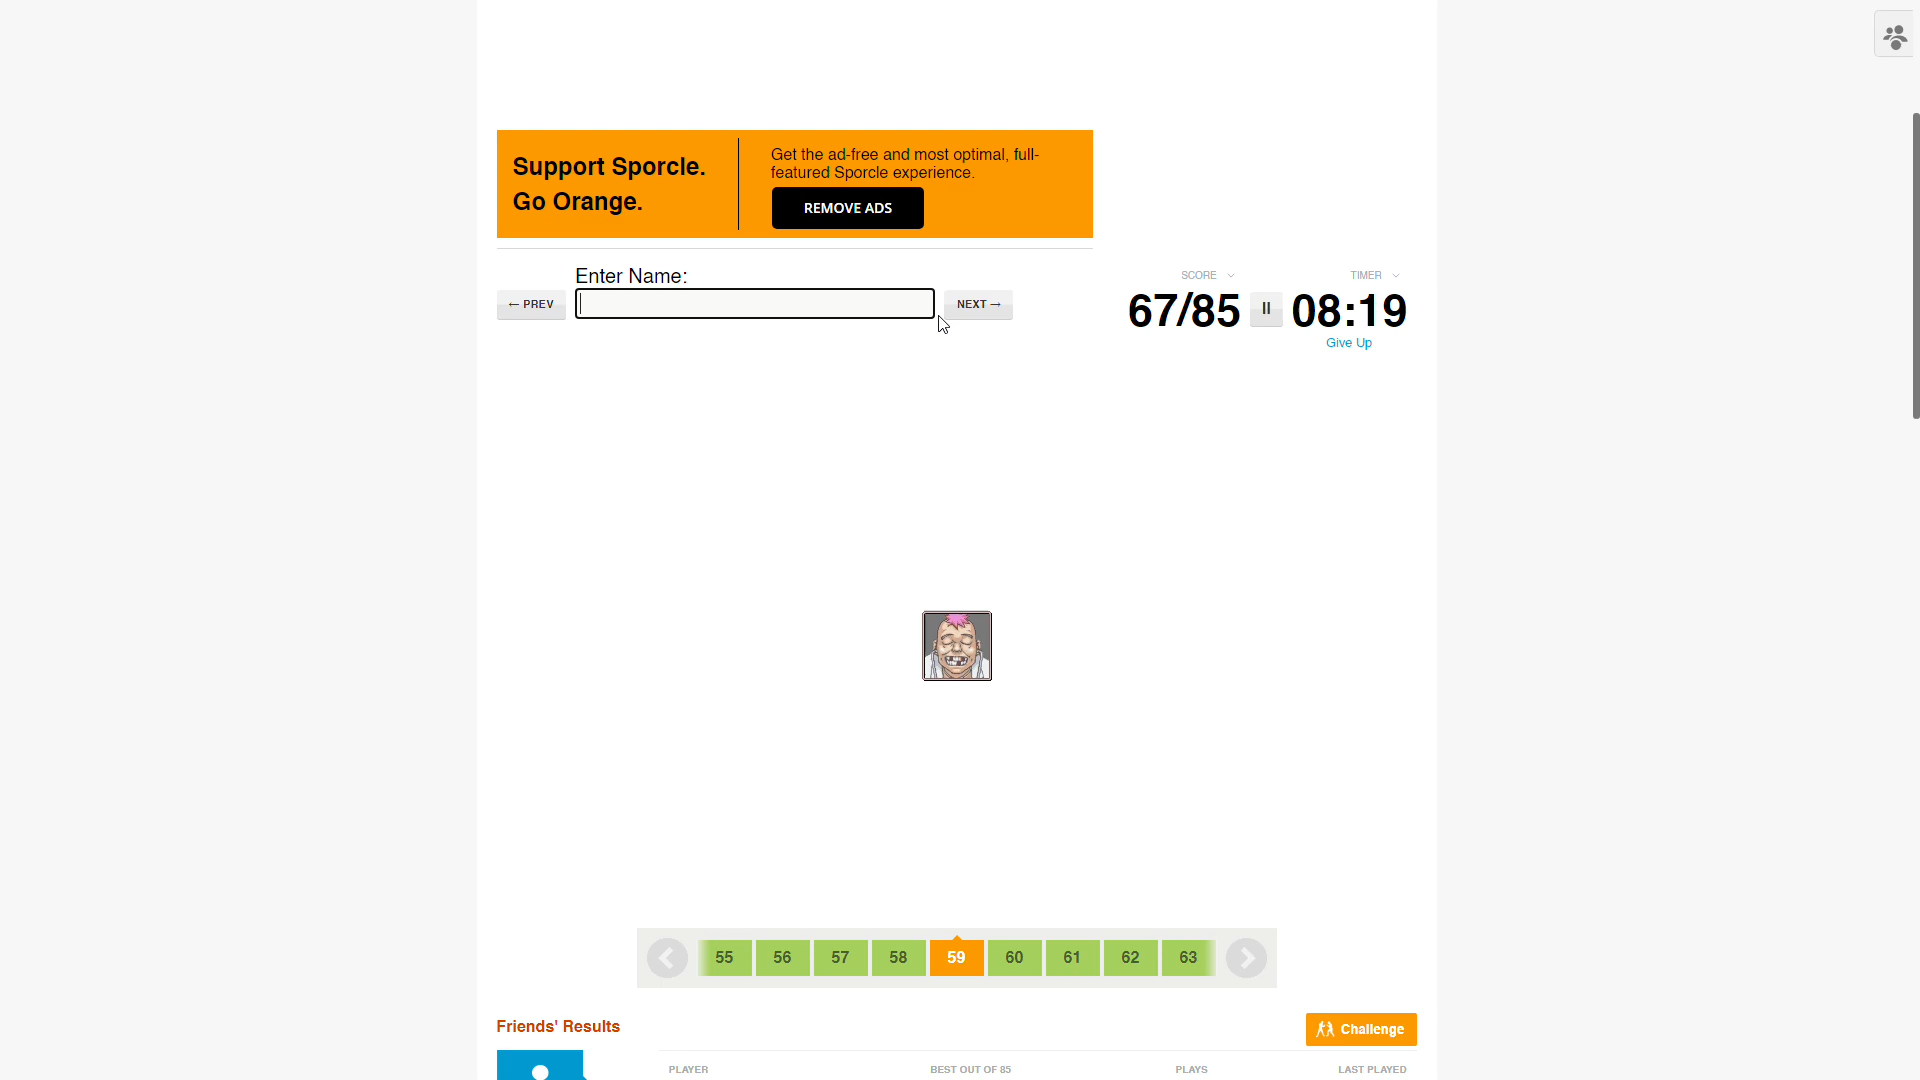 Support Sporcle.
Go Orange.
Get the ad-free and most optimal, full-
featured Sporcle experience.
REMOVE ADS
Enter Name:
← PREV
NEXT →
SCORE
TIMER
67/85
08:19
Give Up
55 56 57 58 59 60 61 62 63
Friends' Results
Challenge
PLAYER BEST OUT OF 85 PLAYS LAST PLAYED